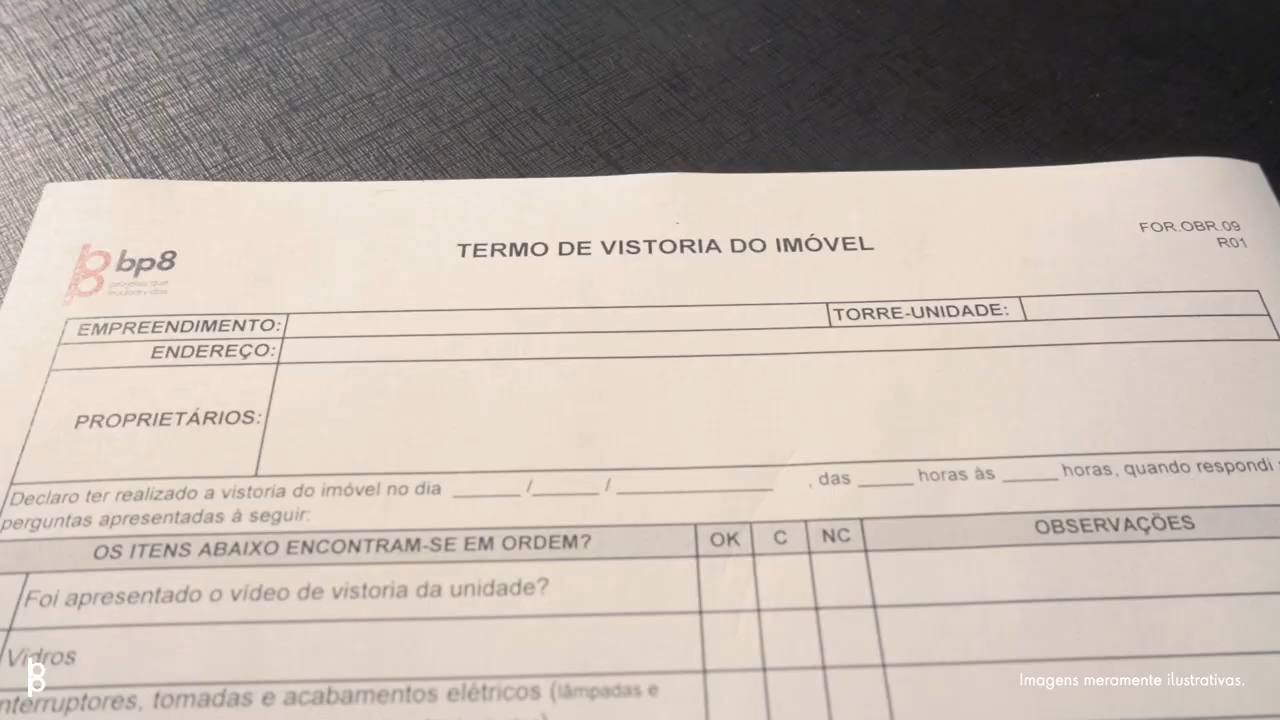 bp8
projetos que
TERMO DE VISTORIA DO IMÓVEL
FOR.OBR.09
R01
EMPREENDIMENTO:
TORRE-UNIDADE:
ENDEREÇO:
PROPRIETÁRIOS:
Declaro ter realizado a vistoria do imóvel no dia ______/______/______________ , das _____ horas às _____ horas, quando respondi
perguntas apresentadas à seguir:
OS ITENS ABAIXO ENCONTRAM-SE EM ORDEM? OK C NC OBSERVAÇÕES
Foi apresentado o vídeo de vistoria da unidade?
Vidros
nterruptores, tomadas e acabamentos elétricos (lâmpadas e
Imagens meramente ilustrativas.